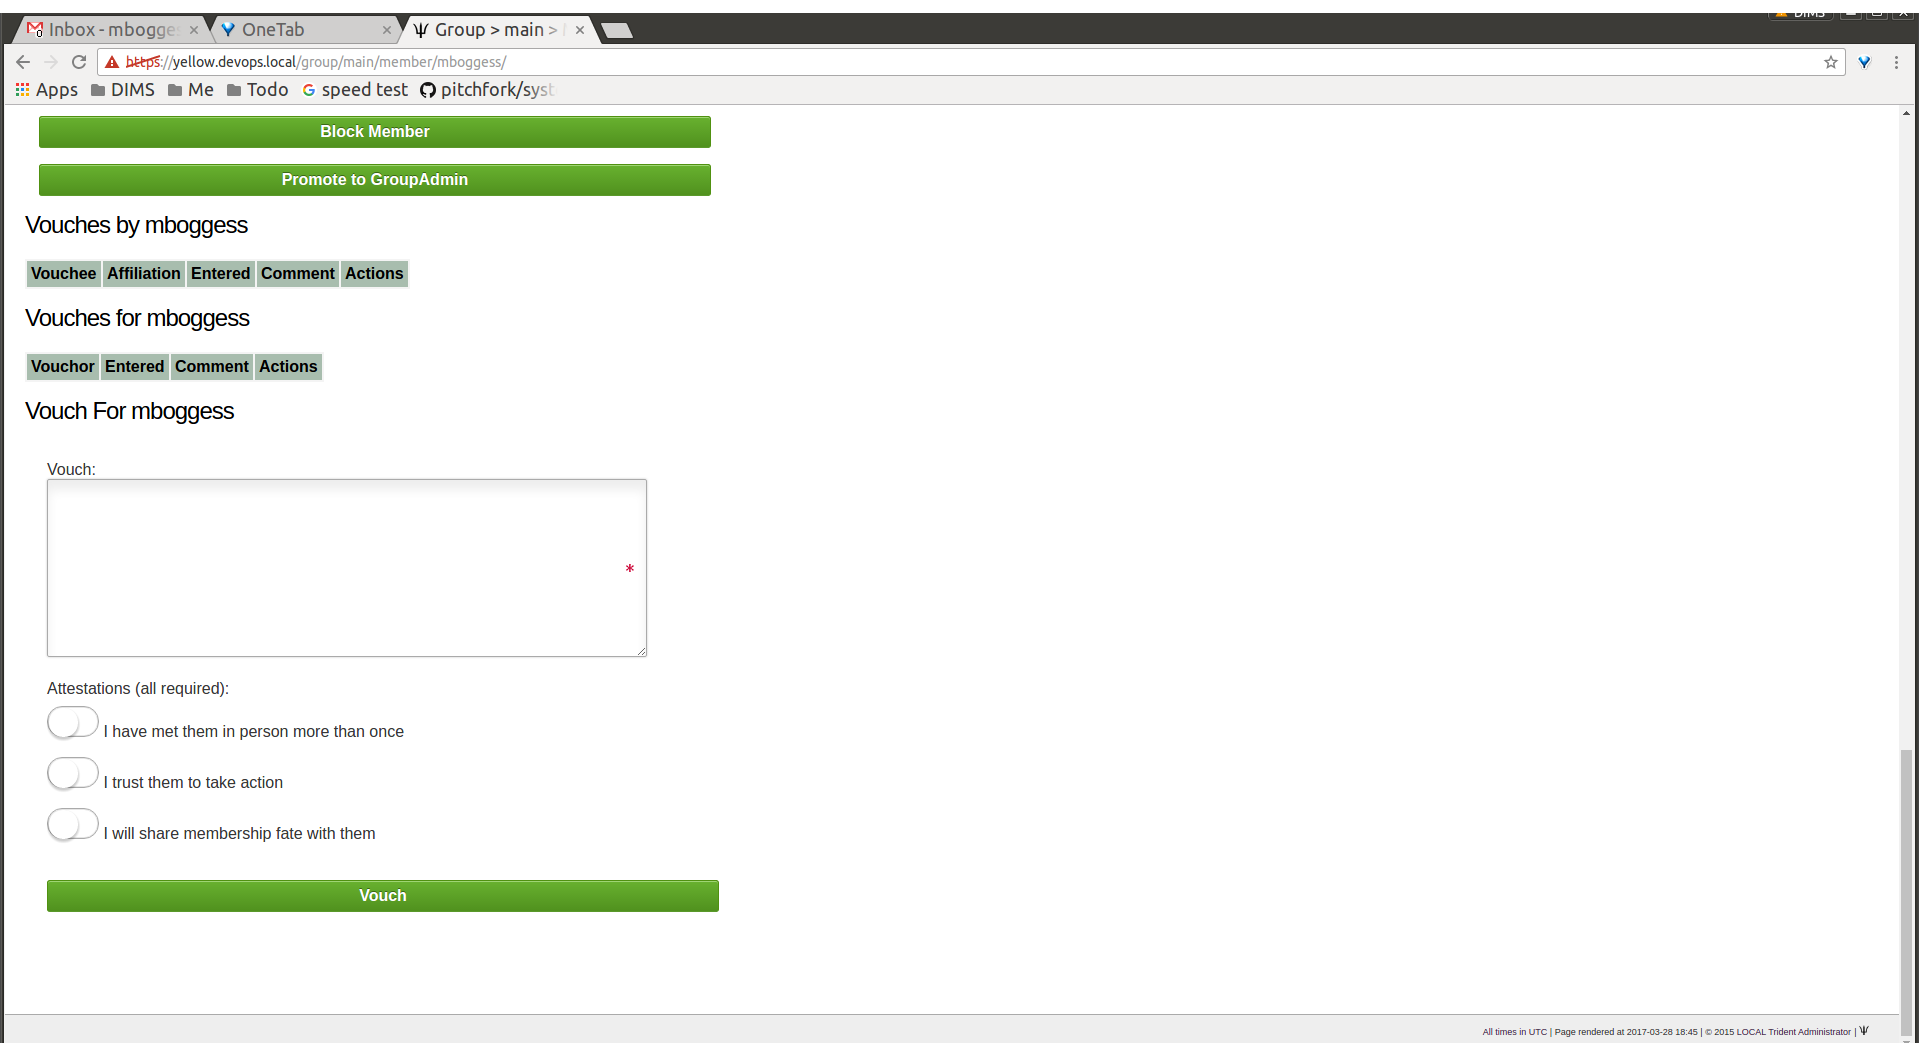 DIMS
Inbox - mbogges
OneTab
Group > main >
https://yellow.devops.local/group/main/member/mboggess/
Apps DIMS Me Todo speed test pitchfork/syst
Block Member
Promote to GroupAdmin
Vouches by mboggess
Vouchee Affiliation Entered Comment Actions
Vouches for mboggess
Vouchor Entered Comment Actions
Vouch For mboggess
Vouch:
*
Attestations (all required):
I have met them in person more than once
I trust them to take action
I will share membership fate with them
Vouch
All times in UTC | Page rendered at 2017-03-28 18:45 | © 2015 LOCAL Trident Administrator |